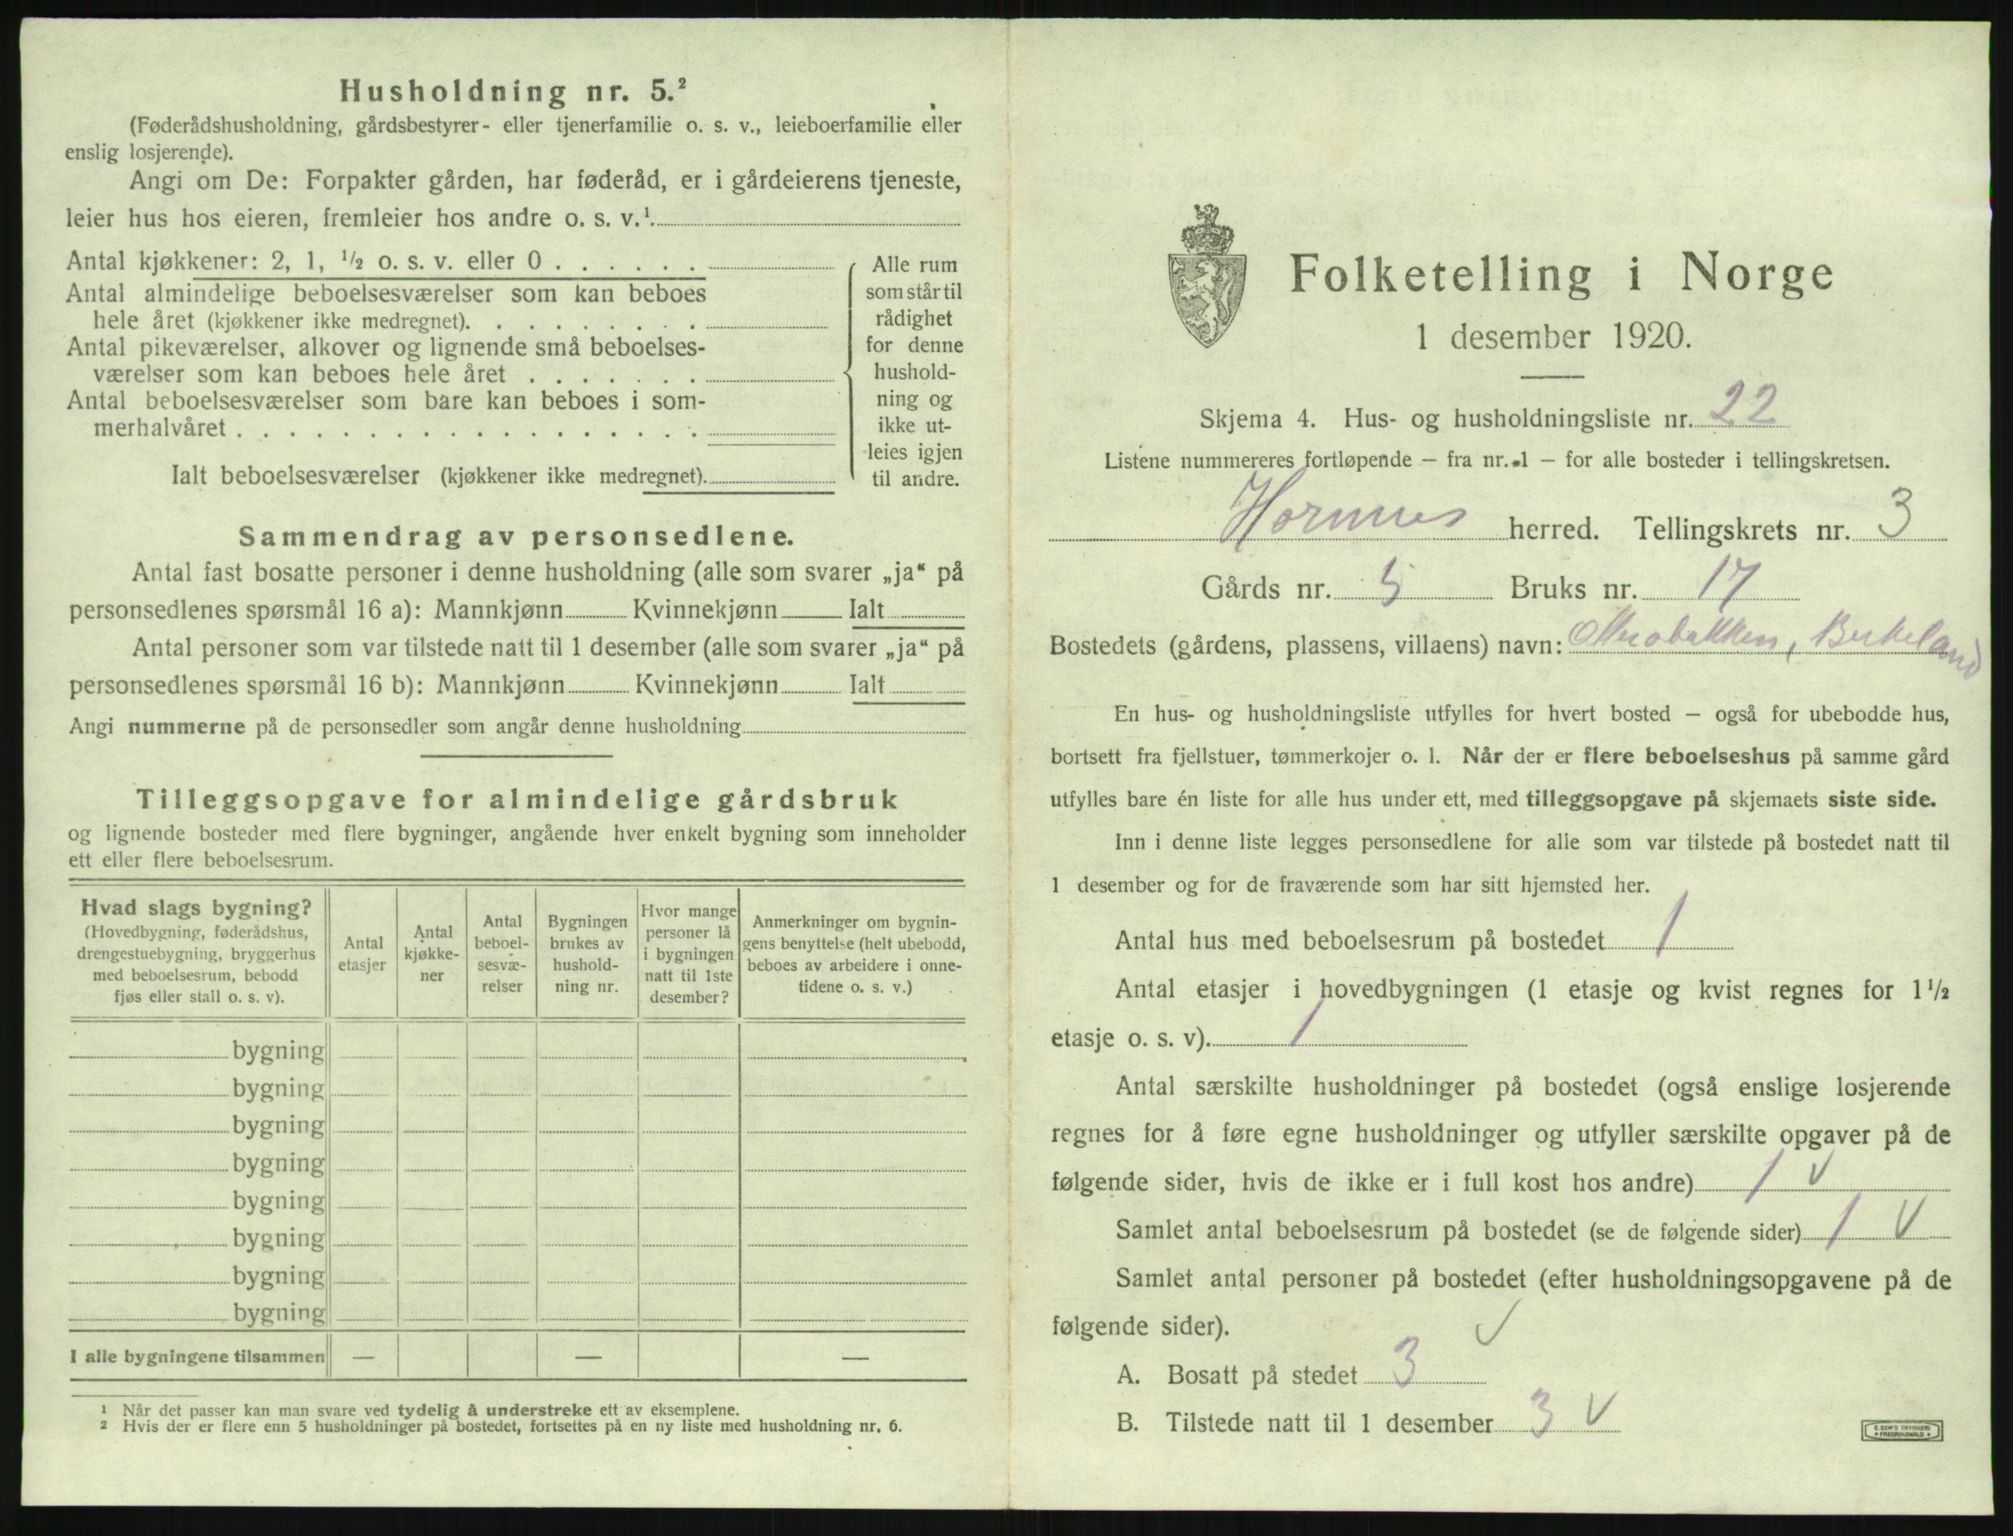 Husholdning nr. 5.²
(Føderådshusholdning, gårdsbestyrer- eller tjenerfamilie o. s. v., leieboerfamilie eller
enslig losjerende).
Angi om De: Forpakter gården, har føderåd, er i gårdeierens tjeneste,
leier hus hos eieren, fremleier hos andre o. s. v.¹
Antal kjøkkener: 2, 1, ½ o. s. v. eller 0 . . . . . .
Antal almindelige beboelsesværelser som kan beboes
hele året (kjøkkener ikke medregnet). . . . . . . . .
Antal pikeværelser, alkover og lignende små beboelses-
værelser som kan beboes hele året . . . . . . .
Antal beboelsesværelser som bare kan beboes i som-
merhalvåret . . . . . . . . . . . . . . . . . .
Ialt beboelsesværelser (kjøkkener ikke medregnet).
Alle rum
som står til
rådighet
for denne
hushold-
ning og
ikke ut-
leies igjen
til andre.
Sammendrag av personsedlene.
Antal fast bosatte personer i denne husholdning (alle som svarer „ja“ på
personsedlenes spørsmål 16 a): Mannkjønn Kvinnekjønn Ialt
Antal personer som var tilstede natt til 1 desember (alle som svarer „ja“ på
personsedlenes spørsmål 16 b): Mannkjønn Kvinnekjønn Ialt
Angi nummerne på de personsedler som angår denne husholdning
Tilleggsopgave for almindelige gårdsbruk
og lignende bosteder med flere bygninger, angående hver enkelt bygning som inneholder
ett eller flere beboelsesrum.
Hvad slags bygning?
(Hovedbygning, føderådshus,
drengestuebygning, bryggerhus
med beboelsesrum, bebodd
fjøs eller stall o. s. v).
Antal
etasjer
Antal
kjøkke-
ner
Antal
beboel-
sesvæ-
relser
Bygningen
brukes av
hushold-
ning nr.
Hvor mange
personer lå
i bygningen
natt til 1ste
desember?
Anmerkninger om bygnin-
gens benyttelse (helt ubebodd,
beboes av arbeidere i onne-
tidene o. s. v.)
bygning
bygning
bygning
bygning
bygning
bygning
bygning
bygning
I alle bygningene tilsammen — — —
¹ Når det passer kan man svare ved tydelig å understreke ett av eksemplene.
² Hvis der er flere enn 5 husholdninger på bostedet, fortsettes på en ny liste med husholdning nr. 6.
Folketelling i Norge
1 desember 1920.
Skjema 4. Hus- og husholdningsliste nr. 22
Listene nummereres fortløpende – fra nr. 1 – for alle bosteder i tellingskretsen.
Hornnes herred. Tellingskrets nr. 3
Gårds nr. 5 Bruks nr. 17
Bostedets (gårdens, plassens, villaens) navn: Birkeland
En hus- og husholdningsliste utfylles for hvert bosted – også for ubebodde hus,
bortsett fra fjellstuer, tømmerkojer o. l. Når der er flere beboelseshus på samme gård
utfylles bare én liste for alle hus under ett, med tilleggsopgave på skjemaets siste side.
Inn i denne liste legges personsedlene for alle som var tilstede på bostedet natt til
1 desember og for de fraværende som har sitt hjemsted her.
Antal hus med beboelsesrum på bostedet 1
Antal etasjer i hovedbygningen (1 etasje og kvist regnes for 1½
etasje o. s. v). 1
Antal særskilte husholdninger på bostedet (også enslige losjerende
regnes for å føre egne husholdninger og utfyller særskilte opgaver på de
følgende sider, hvis de ikke er i full kost hos andre) 1 v
Samlet antal beboelsesrum på bostedet (se de følgende sider) 1 v
Samlet antal personer på bostedet (efter husholdningsopgavene på de
følgende sider). v
A. Bosatt på stedet 3
B. Tilstede natt til 1 desember 3 v